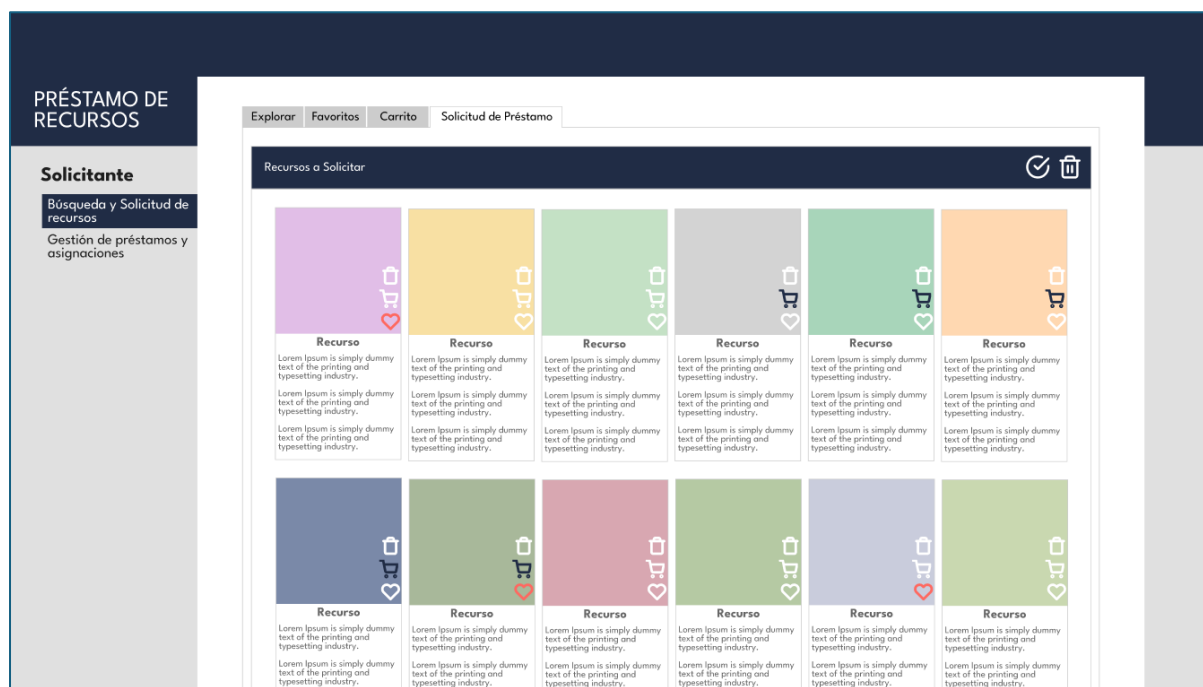 PRÉSTAMO DE
RECURSOS
Solicitante
Búsqueda y Solicitud de
recursos
Gestión de préstamos y
asignaciones
Explorar
Favoritos
Carrito
Solicitud de Préstamo
Recursos a Solicitar
Recurso
Lorem Ipsum is simply dummy
text of the printing and
typesetting industry.
Lorem Ipsum is simply dummy
text of the printing and
typesetting industry.
Lorem Ipsum is simply dummy
text of the printing and
typesetting industry.
Recurso
Lorem Ipsum is simply dummy
text of the printing and
typesetting industry.
Lorem Ipsum is simply dummy
text of the printing and
typesetting industry.
Lorem Ipsum is simply dummy
text of the printing and
typesetting industry.
Recurso
Lorem Ipsum is simply dummy
text of the printing and
typesetting industry.
Lorem Ipsum is simply dummy
text of the printing and
typesetting industry.
Lorem Ipsum is simply dummy
text of the printing and
typesetting industry.
Recurso
Lorem Ipsum is simply dummy
text of the printing and
typesetting industry.
Lorem Ipsum is simply dummy
text of the printing and
typesetting industry.
Lorem Ipsum is simply dummy
text of the printing and
typesetting industry.
Recurso
Lorem Ipsum is simply dummy
text of the printing and
typesetting industry.
Lorem Ipsum is simply dummy
text of the printing and
typesetting industry.
Lorem Ipsum is simply dummy
text of the printing and
typesetting industry.
Recurso
Lorem Ipsum is simply dummy
text of the printing and
typesetting industry.
Lorem Ipsum is simply dummy
text of the printing and
typesetting industry.
Lorem Ipsum is simply dummy
text of the printing and
typesetting industry.
Recurso
Lorem Ipsum is simply dummy
text of the printing and
typesetting industry.
Lorem Ipsum is simply dummy
text of the printing and
typesetting industry.
Recurso
Lorem Ipsum is simply dummy
text of the printing and
typesetting industry.
Lorem Ipsum is simply dummy
text of the printing and
typesetting industry.
Recurso
Lorem Ipsum is simply dummy
text of the printing and
typesetting industry.
Lorem Ipsum is simply dummy
text of the printing and
typesetting industry.
Recurso
Lorem Ipsum is simply dummy
text of the printing and
typesetting industry.
Lorem Ipsum is simply dummy
text of the printing and
typesetting industry.
Recurso
Lorem Ipsum is simply dummy
text of the printing and
typesetting industry.
Lorem Ipsum is simply dummy
text of the printing and
typesetting industry.
Recurso
Lorem Ipsum is simply dummy
text of the printing and
typesetting industry.
Lorem Ipsum is simply dummy
text of the printing and
typesetting industry.